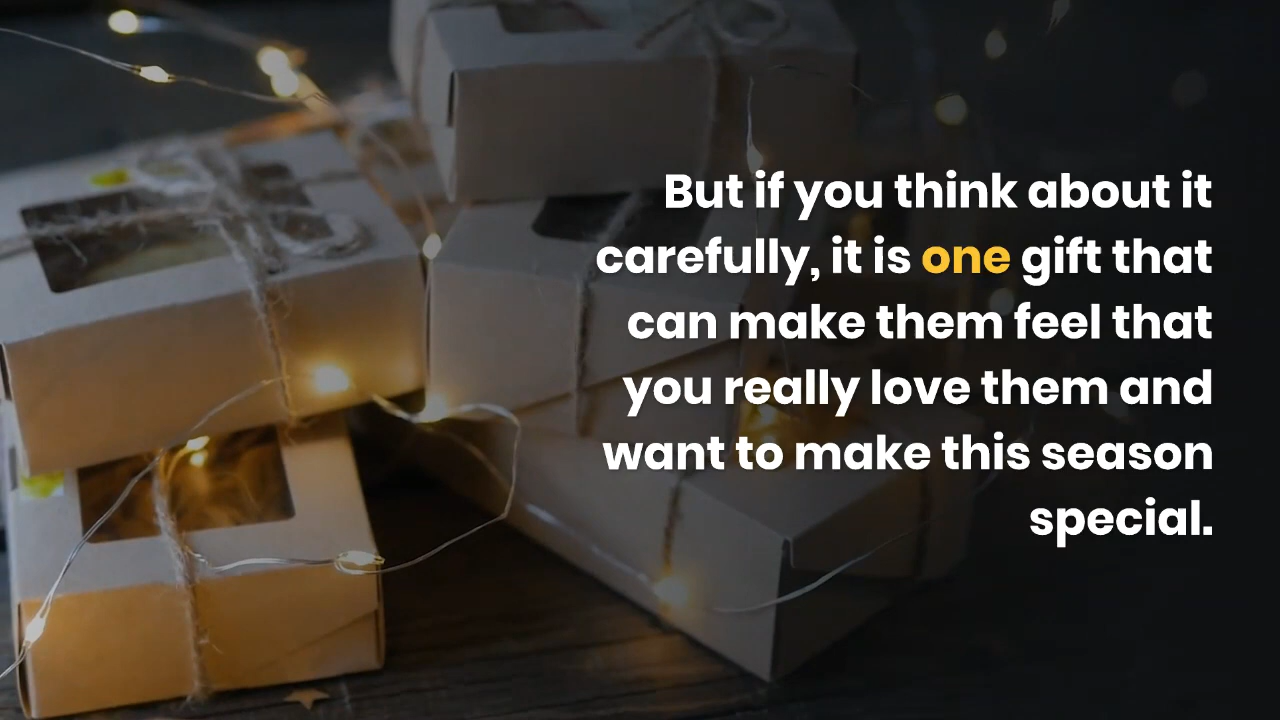 But if you think about it
carefully, it is one gift that
can make them feel that
you really love them and
want to make this season
special.